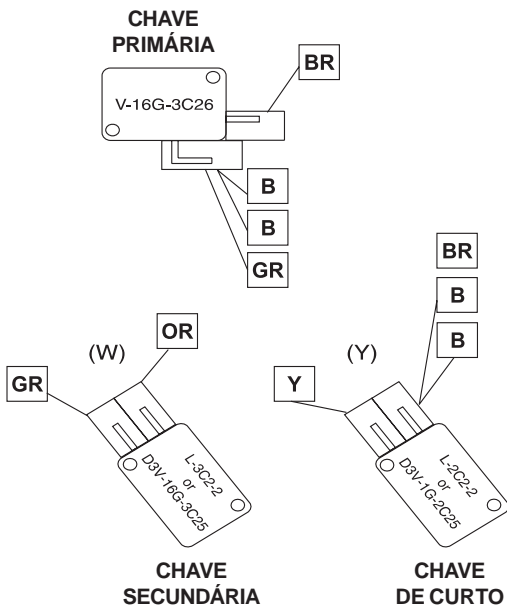 CHAVE
PRIMÁRIA
BR
V-16G-3C26
B
B
GR
BR
B
B
OR
(W)
(Y)
GR
Y
L-3C2-2
or
D3V-16G-3C25
L-2C2-2
or
D3V-1G-2C25
CHAVE
SECUNDÁRIA
CHAVE
DE CURTO